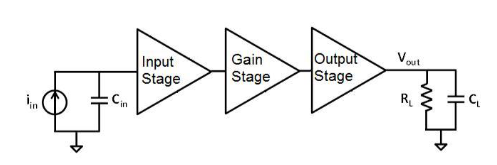 i_in
C_in
Input
Stage
Gain
Stage
Output
Stage
V_out
R_L
C_L